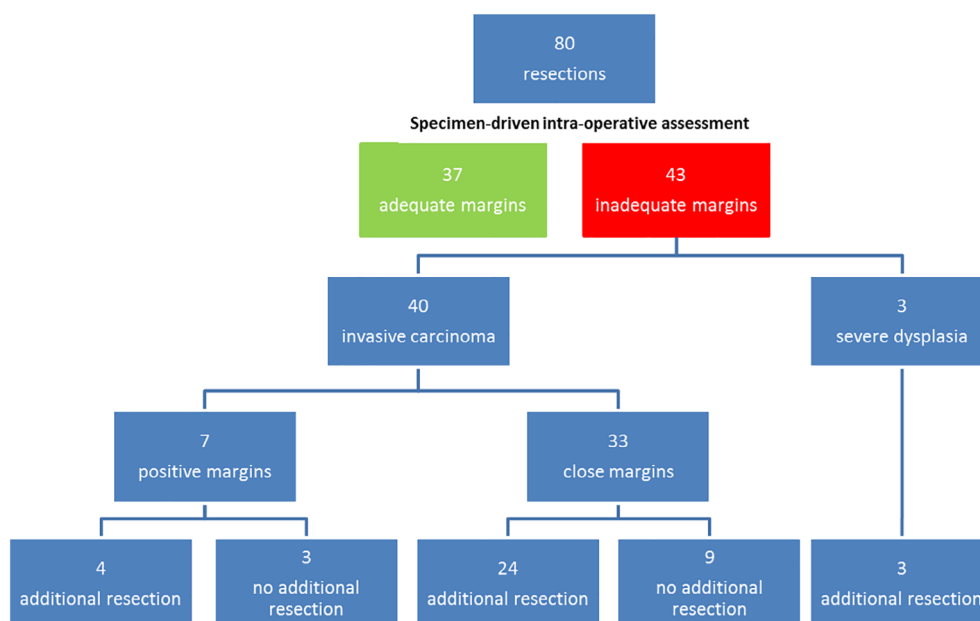 80
resections
Specimen-driven intra-operative assessment
37
adequate margins
43
inadequate margins
40
invasive carcinoma
3
severe dysplasia
7
positive margins
33
close margins
4
additional resection
3
no additional
resection
24
additional resection
9
no additional
resection
3
additional resection